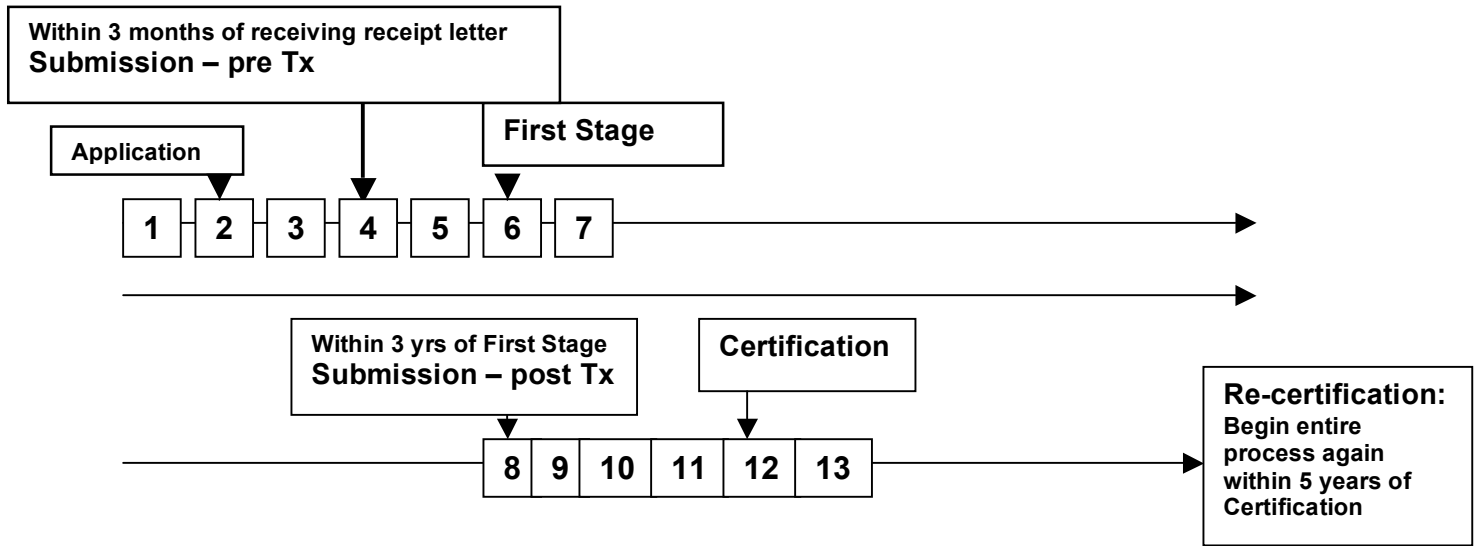 Within 3 months of receiving receipt letter
Submission – pre Tx
First Stage
Application
1 2 3 4 5 6 7
Within 3 yrs of First Stage
Submission – post Tx
Certification
Re-certification:
Begin entire
process again
within 5 years of
Certification
8 9 10 11 12 13